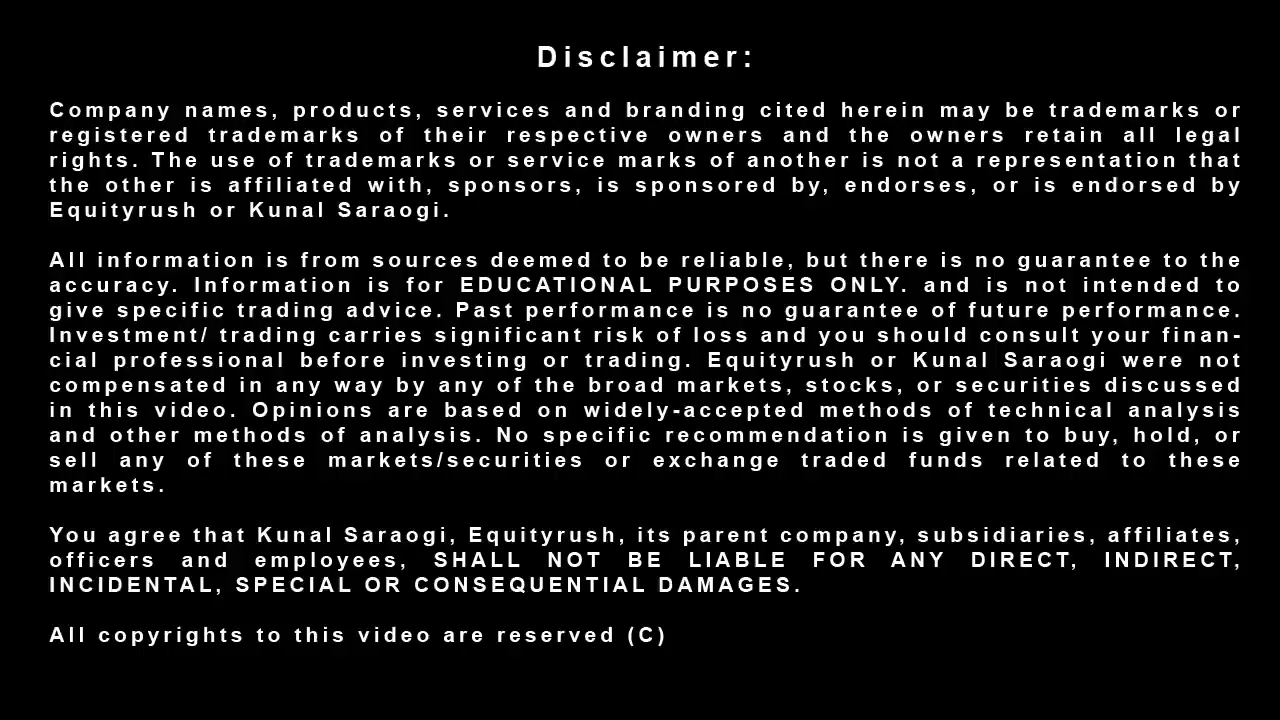 Disclaimer:
Company names, products, services and branding cited herein may be trademarks or
registered trademarks of their respective owners and the owners retain all legal
rights. The use of trademarks or service marks of another is not a representation that
the other is affiliated with, sponsors, is sponsored by, endorses, or is endorsed by
Equityrush or Kunal Saraogi.
All information is from sources deemed to be reliable, but there is no guarantee to the
accuracy. Information is for EDUCATIONAL PURPOSES ONLY. and is not intended to
give specific trading advice. Past performance is no guarantee of future performance.
Investment/ trading carries significant risk of loss and you should consult your finan-
cial professional before investing or trading. Equityrush or Kunal Saraogi were not
compensated in any way by any of the broad markets, stocks, or securities discussed
in this video. Opinions are based on widely-accepted methods of technical analysis
and other methods of analysis. No specific recommendation is given to buy, hold, or
sell any of these markets/securities or exchange traded funds related to these
markets.
You agree that Kunal Saraogi, Equityrush, its parent company, subsidiaries, affiliates,
officers and employees, SHALL NOT BE LIABLE FOR ANY DIRECT, INDIRECT,
INCIDENTAL, SPECIAL OR CONSEQUENTIAL DAMAGES.
All copyrights to this video are reserved (C)